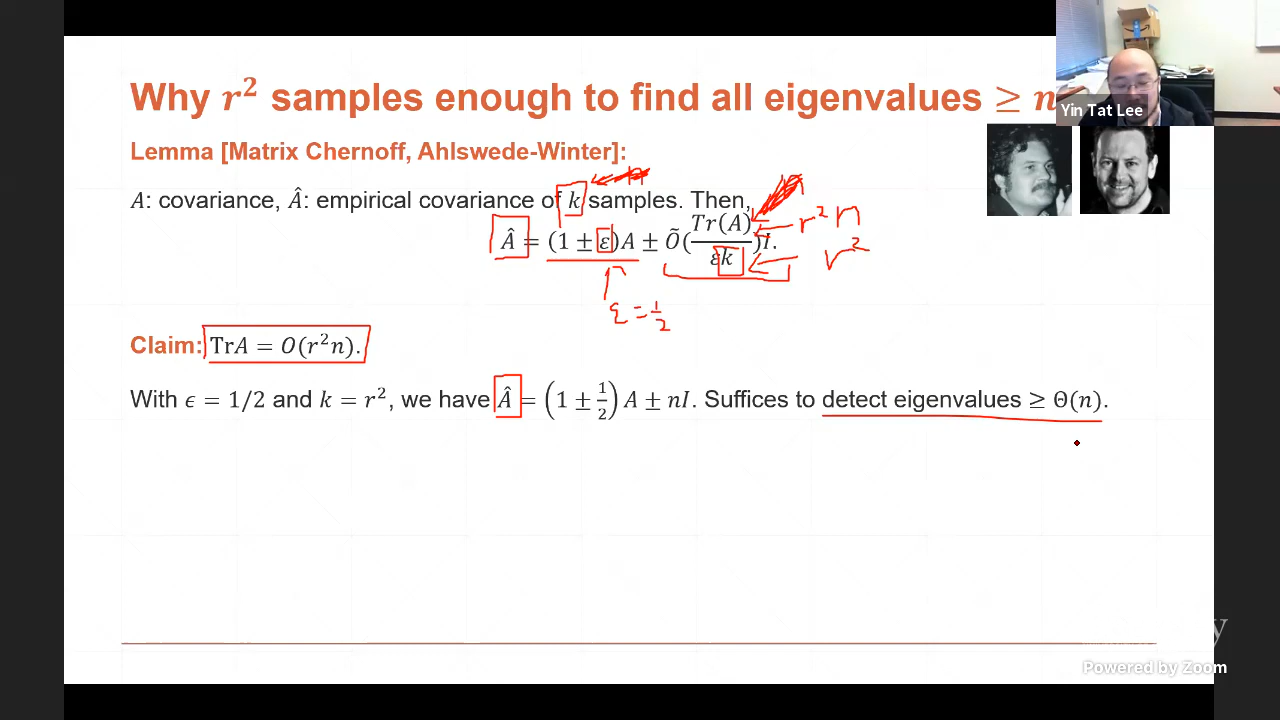 Why r² samples enough to find all eigenvalues ≥ n
Yin Tat Lee
Lemma [Matrix Chernoff, Ahlswede-Winter]:
A: covariance, Â: empirical covariance of k samples. Then,
Â = (1 ± ε)A ± Õ(Tr(A)/εk)I.
r² n
r²
ε = 1/2
Claim: TrA = O(r²n).
With ϵ = 1/2 and k = r², we have Â = (1 ± 1/2) A ± nI. Suffices to detect eigenvalues ≥ Θ(n).
y
Powered by Zoom